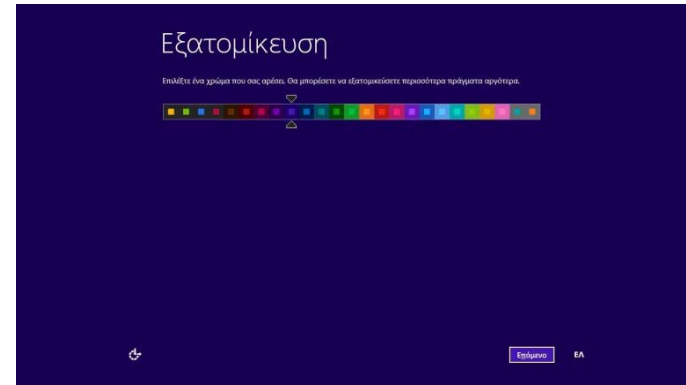 Εξατομίκευση
Επιλέξτε ένα χρώμα που σας αρέσει. Θα μπορέσετε να εξατομικεύσετε περισσότερα πράγματα αργότερα.
Επόμενο
ΕΛ